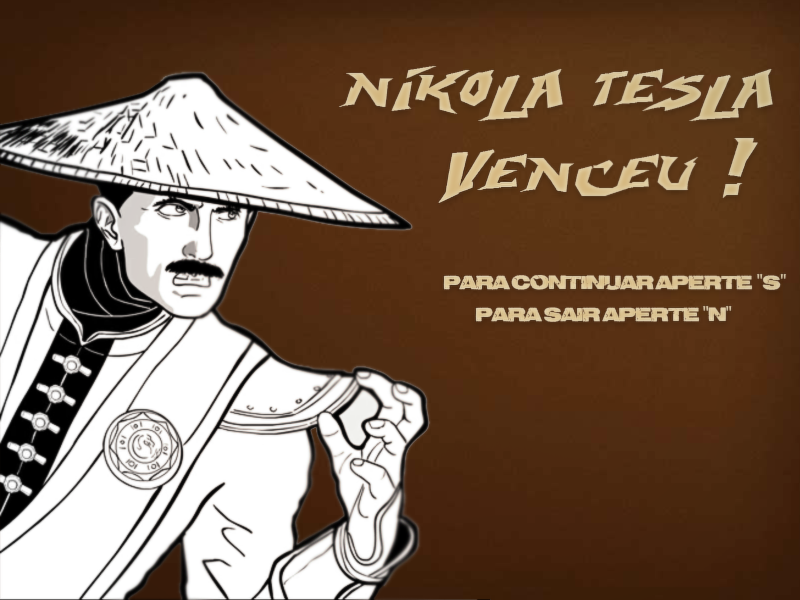 NIKOLA TESLA
VENCEU !
PARA CONTINUAR APERTE "S"
PARA SAIR APERTE "N"